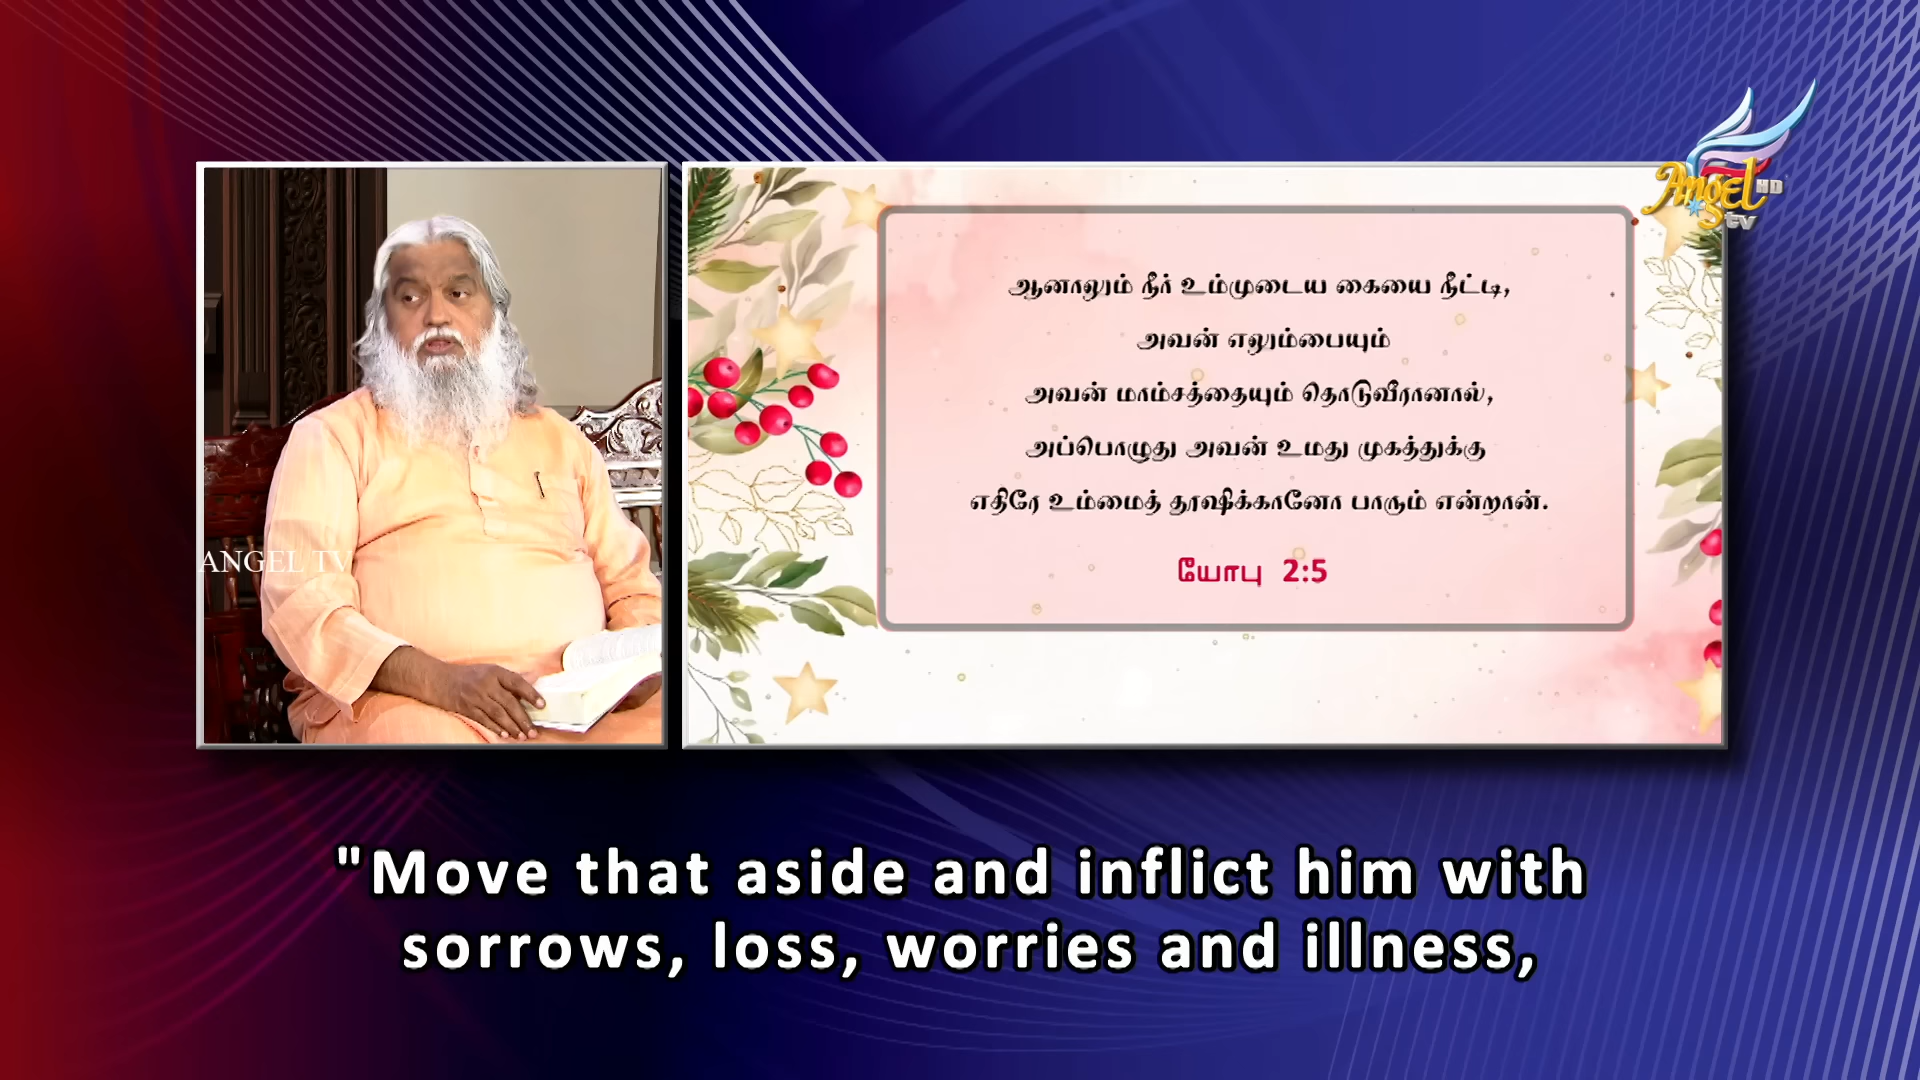 Angel HD
tv
ஆனாலும் நீர் உம்முடைய கையை நீட்டி,
அவன் எலும்பையும்
அவன் மாம்சத்தையும் தொடுவீரானால்,
அப்பொழுது அவன் உமது முகத்துக்கு
எதிரே உம்மைத் தூஷிக்கானோ பாரும் என்றான்.
யோபு 2:5
ANGEL TV
"Move that aside and inflict him with
sorrows, loss, worries and illness,